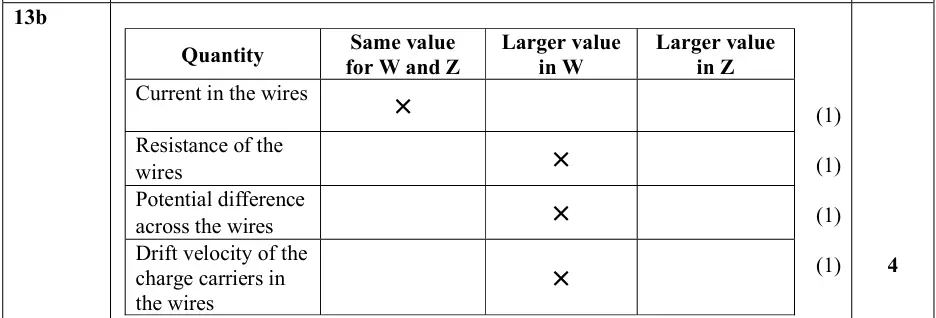 13b
Quantity Same value for W and Z Larger value in W Larger value in Z
Current in the wires × (1)
Resistance of the
wires × (1)
Potential difference
across the wires × (1)
Drift velocity of the
charge carriers in
the wires × (1) 4